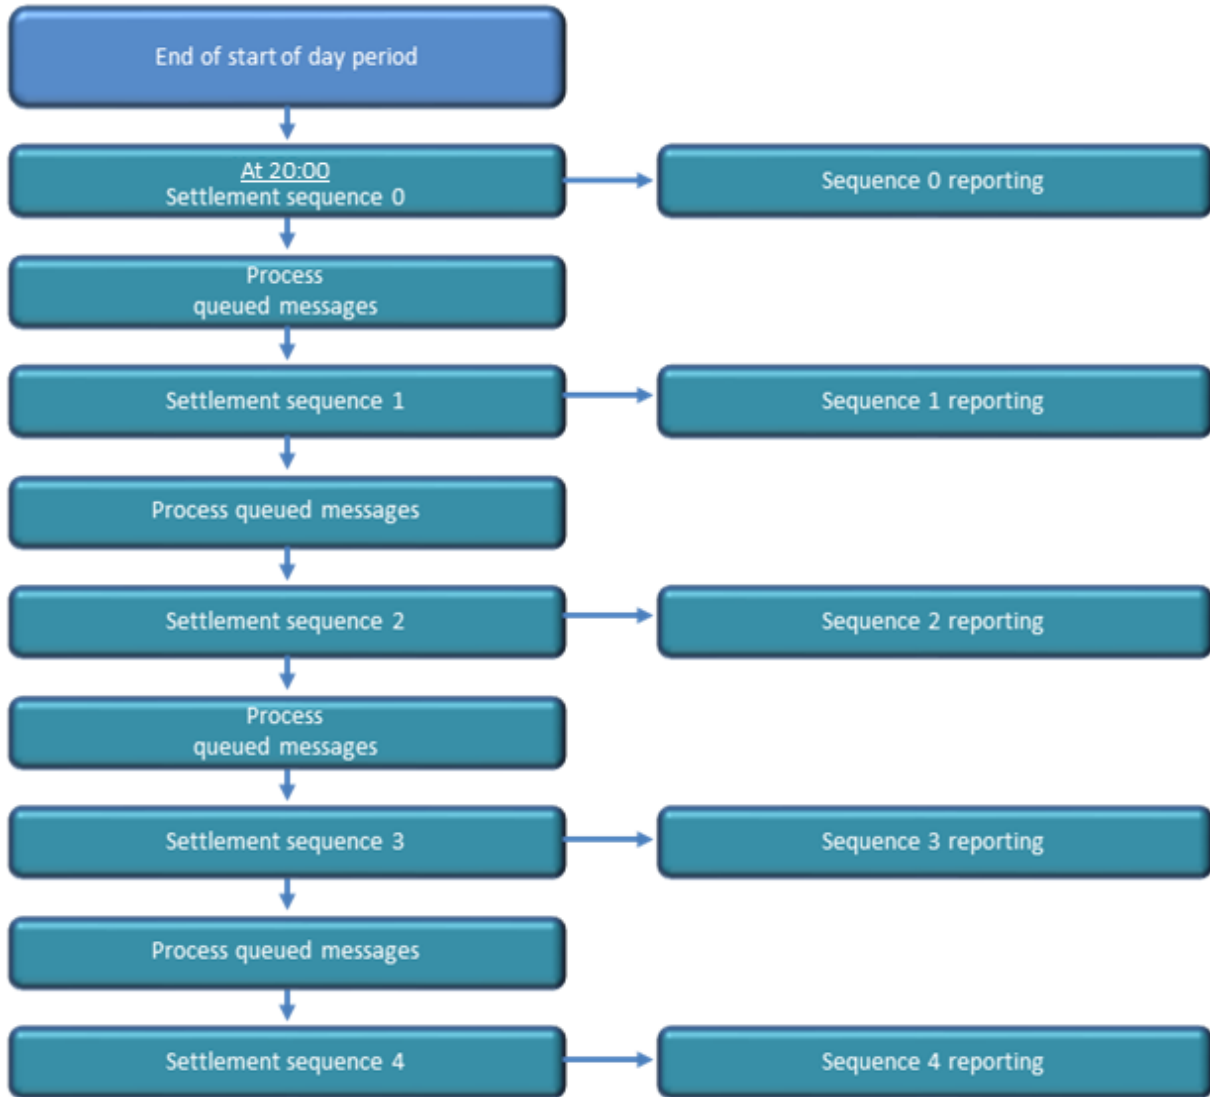 End of start of day period
At 20:00
Settlement sequence 0
Sequence 0 reporting
Process
queued messages
Settlement sequence 1
Sequence 1 reporting
Process queued messages
Settlement sequence 2
Sequence 2 reporting
Process
queued messages
Settlement sequence 3
Sequence 3 reporting
Process queued messages
Settlement sequence 4
Sequence 4 reporting